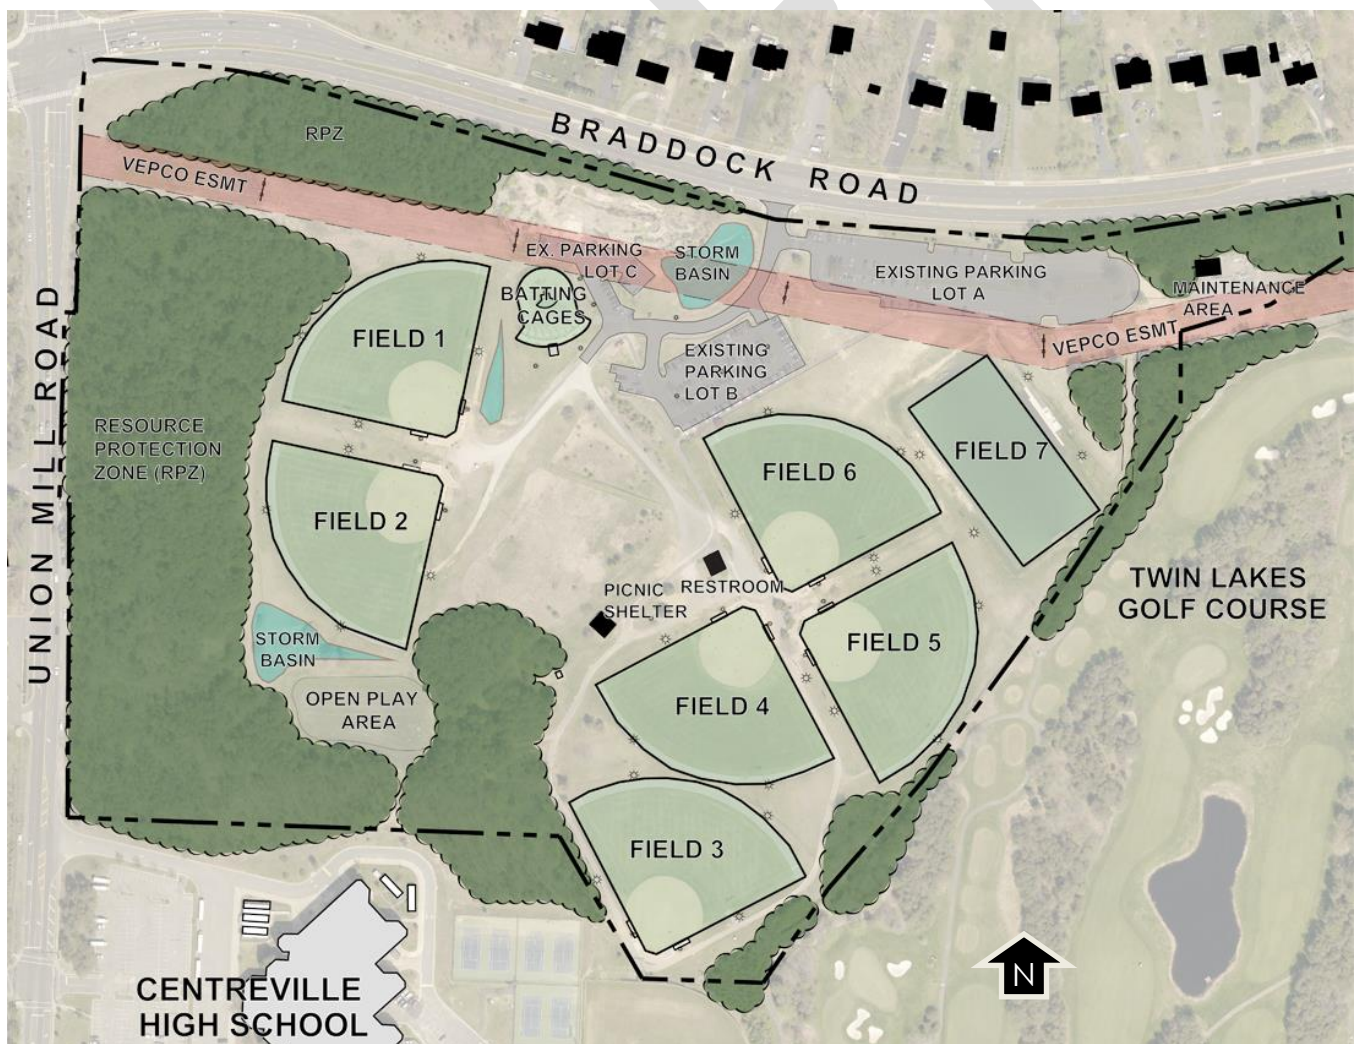 BRADDOCK ROAD
RPZ
VEPCO ESMT
EX. PARKING
LOT C
STORM
BASIN
EXISTING PARKING
LOT A
MAINTENANCE
AREA
VEPCO ESMT
BATTING
CAGES
FIELD 1
EXISTING
PARKING
LOT B
UNION MILL ROAD
RESOURCE
PROTECTION
ZONE (RPZ)
FIELD 2
FIELD 6
FIELD 7
PICNIC
SHELTER
RESTROOM
TWIN LAKES
GOLF COURSE
STORM
BASIN
FIELD 5
OPEN PLAY
AREA
FIELD 4
FIELD 3
N
CENTREVILLE
HIGH SCHOOL